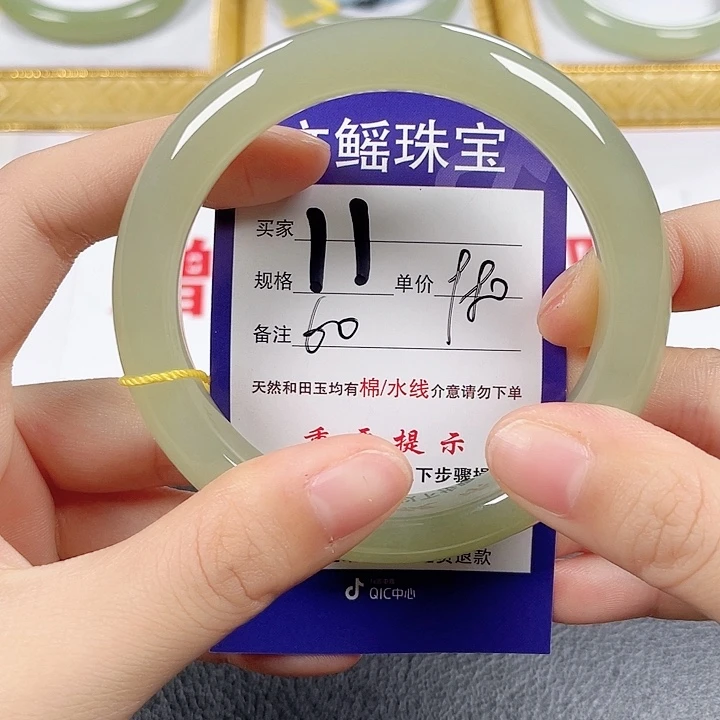 鳐珠宝
买家 11
规格 单价
备注 60
天然和田玉均有棉/水线介意请勿下单
提示
下步骤
退款
QIC中心